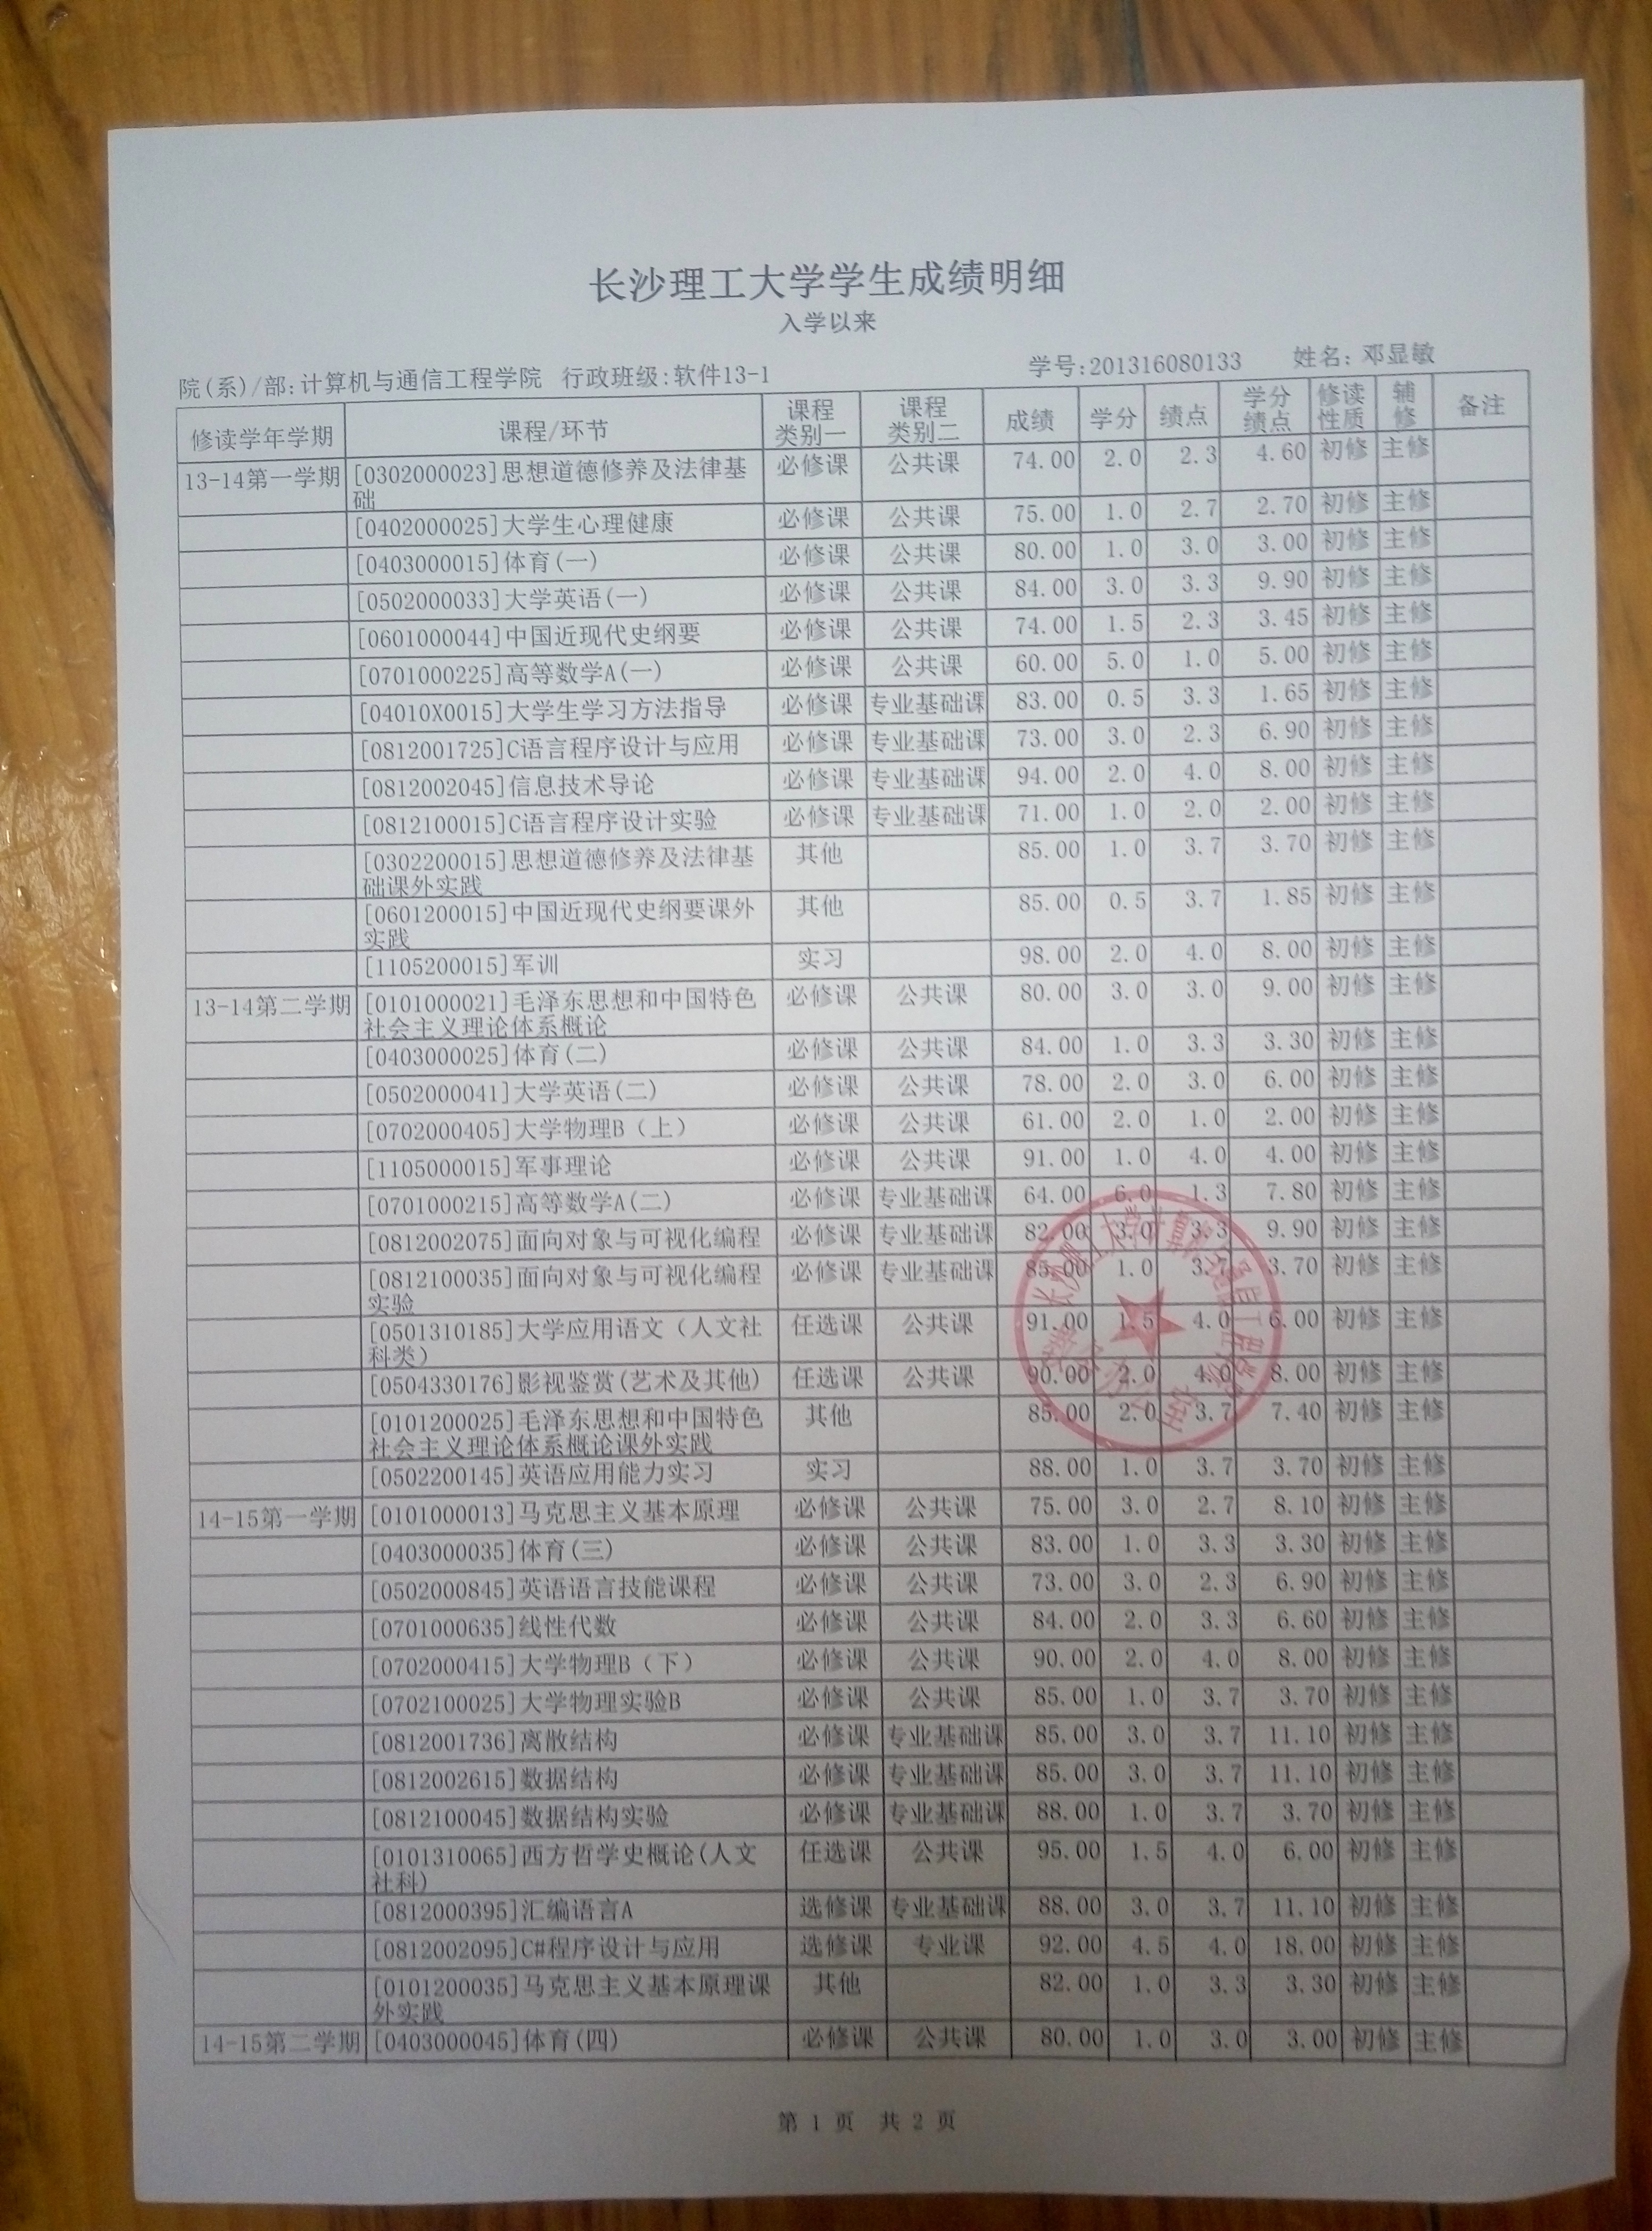 长沙理工大学学生成绩明细
入学以来
院(系)/部:计算机与通信工程学院 行政班级:软件13-1 学号:201316080133 姓名:邓显敏
修读学年学期 课程/环节 课程类别一 课程类别二 成绩 学分 绩点 学分绩点 修读性质 辅修 备注
13-14第一学期 [0302000023]思想道德修养及法律基 必修课 公共课 74.00 2.0 2.3 4.60 初修 主修
础
[0402000025]大学生心理健康 必修课 公共课 75.00 1.0 2.7 2.70 初修 主修
[0403000015]体育(一) 必修课 公共课 80.00 1.0 3.0 3.00 初修 主修
[0502000033]大学英语(一) 必修课 公共课 84.00 3.0 3.3 9.90 初修 主修
[0601000044]中国近现代史纲要 必修课 公共课 74.00 1.5 2.3 3.45 初修 主修
[0701000225]高等数学A(一) 必修课 公共课 60.00 5.0 1.0 5.00 初修 主修
[04010X0015]大学生学习方法指导 必修课 专业基础课 83.00 0.5 3.3 1.65 初修 主修
[0812001725]C语言程序设计与应用 必修课 专业基础课 73.00 3.0 2.3 6.90 初修 主修
[0812002045]信息技术导论 必修课 专业基础课 94.00 2.0 4.0 8.00 初修 主修
[0812100015]C语言程序设计实验 必修课 专业基础课 71.00 1.0 2.0 2.00 初修 主修
[0302200015]思想道德修养及法律基 其他 85.00 1.0 3.7 3.70 初修 主修
础课外实践
[0601200015]中国近现代史纲要课外 其他 85.00 0.5 3.7 1.85 初修 主修
实践
[1105200015]军训 实习 98.00 2.0 4.0 8.00 初修 主修
13-14第二学期 [0101000021]毛泽东思想和中国特色 必修课 公共课 80.00 3.0 3.0 9.00 初修 主修
社会主义理论体系概论
[0403000025]体育(二) 必修课 公共课 84.00 1.0 3.3 3.30 初修 主修
[0502000041]大学英语(二) 必修课 公共课 78.00 2.0 3.0 6.00 初修 主修
[0702000405]大学物理B（上） 必修课 公共课 61.00 2.0 1.0 2.00 初修 主修
[1105000015]军事理论 必修课 公共课 91.00 1.0 4.0 4.00 初修 主修
[0701000215]高等数学A(二) 必修课 专业基础课 64.00 6.0 1.3 7.80 初修 主修
[0812002075]面向对象与可视化编程 必修课 专业基础课 82.00 3.0 3.3 9.90 初修 主修
[0812100035]面向对象与可视化编程 必修课 专业基础课 85.00 1.0 3.7 3.70 初修 主修
实验
[0501310185]大学应用语文（人文社 任选课 公共课 91.00 1.5 4.0 6.00 初修 主修
科类）
[0504330176]影视鉴赏(艺术及其他) 任选课 公共课 90.00 2.0 4.0 8.00 初修 主修
[0101200025]毛泽东思想和中国特色 其他 85.00 2.0 3.7 7.40 初修 主修
社会主义理论体系概论课外实践
[0502200145]英语应用能力实习 实习 88.00 1.0 3.7 3.70 初修 主修
14-15第一学期 [0101000013]马克思主义基本原理 必修课 公共课 75.00 3.0 2.7 8.10 初修 主修
[0403000035]体育(三) 必修课 公共课 83.00 1.0 3.3 3.30 初修 主修
[0502000845]英语语言技能课程 必修课 公共课 73.00 3.0 2.3 6.90 初修 主修
[0701000635]线性代数 必修课 公共课 84.00 2.0 3.3 6.60 初修 主修
[0702000415]大学物理B（下） 必修课 公共课 90.00 2.0 4.0 8.00 初修 主修
[0702100025]大学物理实验B 必修课 公共课 85.00 1.0 3.7 3.70 初修 主修
[0812001736]离散结构 必修课 专业基础课 85.00 3.0 3.7 11.10 初修 主修
[0812002615]数据结构 必修课 专业基础课 85.00 3.0 3.7 11.10 初修 主修
[0812100045]数据结构实验 必修课 专业基础课 88.00 1.0 3.7 3.70 初修 主修
[0101310065]西方哲学史概论(人文 任选课 公共课 95.00 1.5 4.0 6.00 初修 主修
社科)
[0812000395]汇编语言A 选修课 专业基础课 88.00 3.0 3.7 11.10 初修 主修
[0812002095]C#程序设计与应用 选修课 专业课 92.00 4.5 4.0 18.00 初修 主修
[0101200035]马克思主义基本原理课 其他 82.00 1.0 3.3 3.30 初修 主修
外实践
14-15第二学期 [0403000045]体育(四) 必修课 公共课 80.00 1.0 3.0 3.00 初修 主修
第 1 页 共 2 页